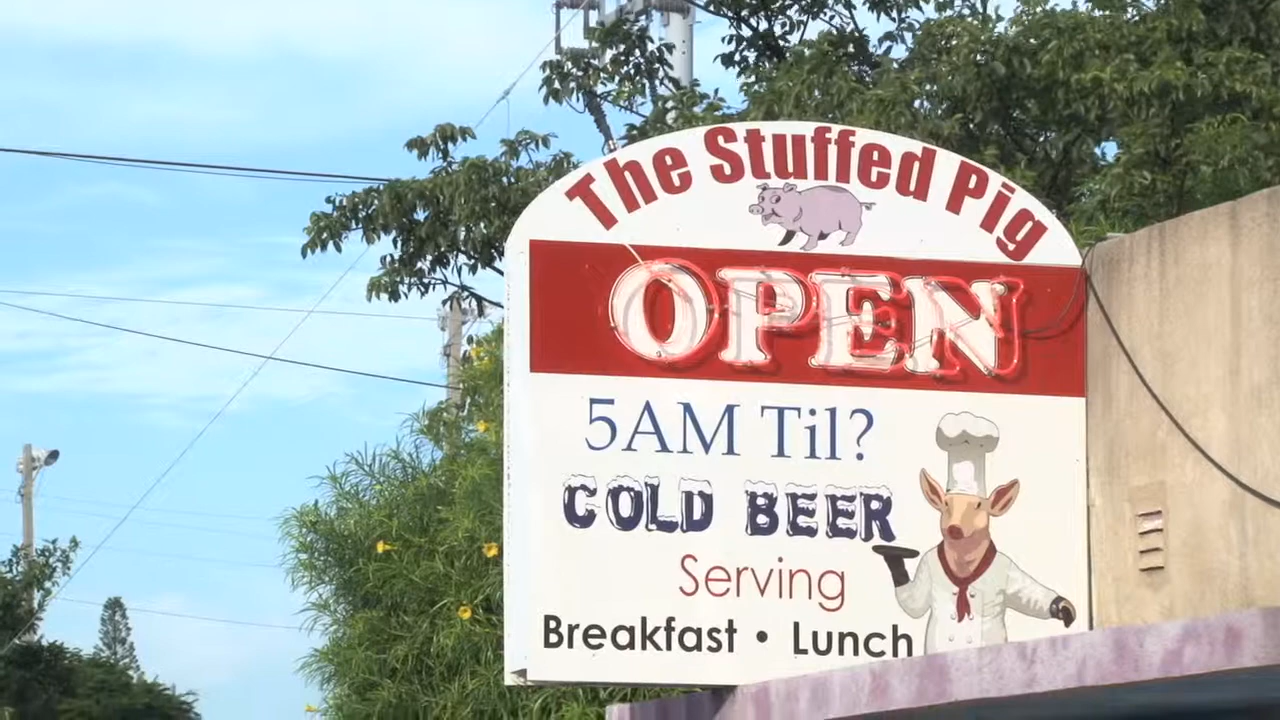 The Stuffed Pig
OPEN
5AM Til?
COLD BEER
Serving
Breakfast • Lunch